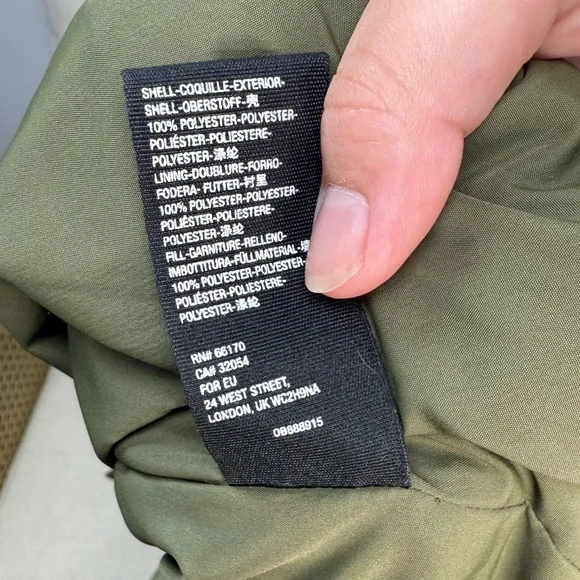 SHELL-COQUILLE-EXTERIOR-
SHELL-OBERSTOFF-壳
100% POLYESTER-POLYESTER-
POLIÉSTER-POLIESTERE-
POLYESTER-涤纶
LINING-DOUBLURE-FORRO-
FODERA- FUTTER-衬里
100% POLYESTER-POLYESTER-
POLIÉSTER-POLIESTERE-
POLYESTER-涤纶
FILL-GARNITURE-RELLENO-
IMBOTTITURA-FÜLLMATERIAL-填
100% POLYESTER-POLYESTER-
POLIÉSTER-POLIESTERE-
POLYESTER-涤纶
RN# 66170
CA# 32054
FOR EU
24 WEST STREET,
LONDON, UK WC2H9NA
0B888915